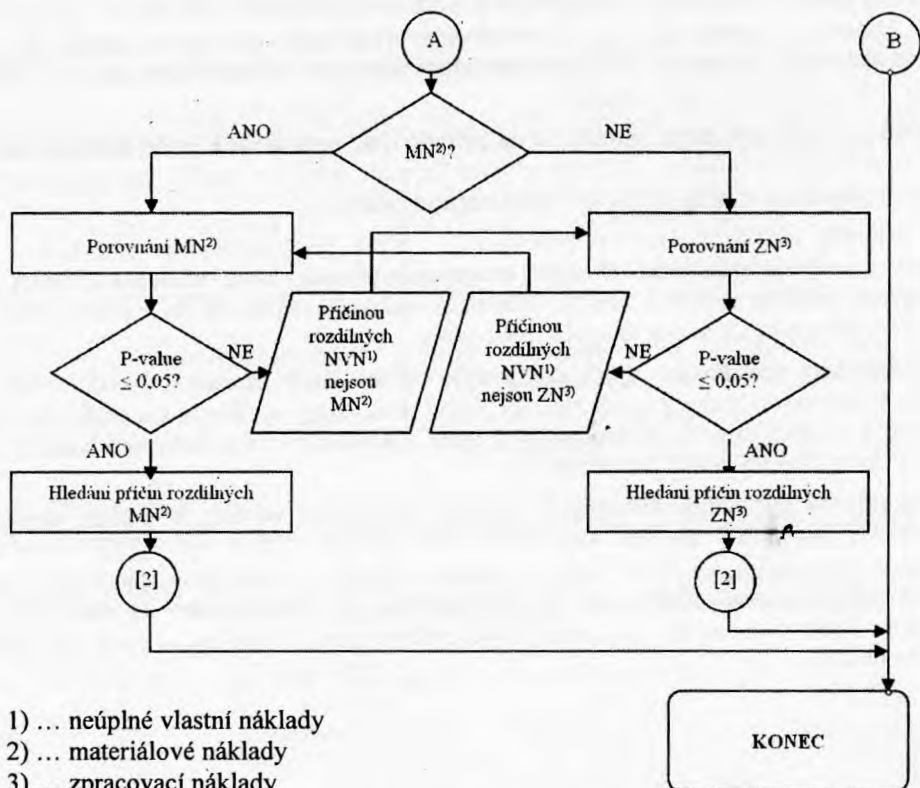 A
B
ANO
NE
MN²⁾?
Porovnání MN²⁾
Porovnání ZN³⁾
P-value
≤ 0,05?
NE
Příčinou
rozdílných
NVN¹⁾
nejsou
MN²⁾
Příčinou
rozdílných
NVN¹⁾
nejsou ZN³⁾
NE
P-value
≤ 0,05?
ANO
ANO
Hledání příčin rozdílných
MN²⁾
Hledání příčin rozdílných
ZN³⁾
[2]
[2]
1) … neúplné vlastní náklady
2) … materiálové náklady
3) … zpracovací náklady
KONEC